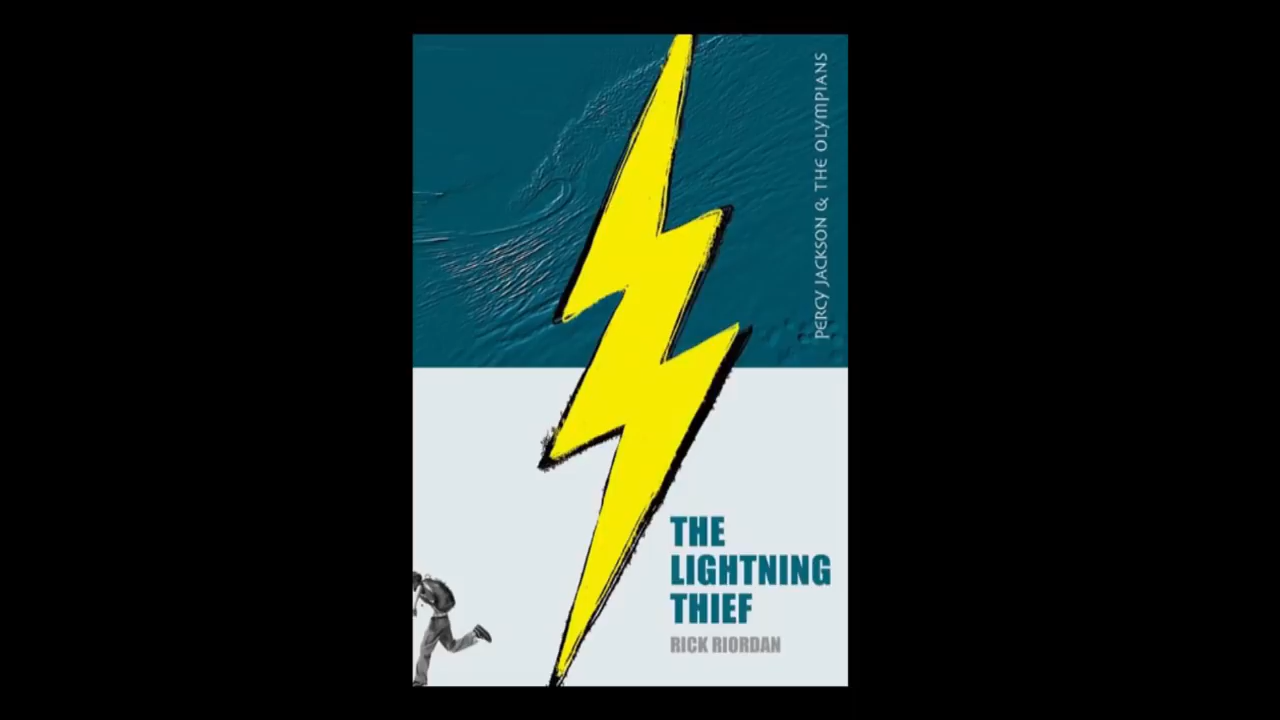 PERCY JACKSON & THE OLYMPIANS
THE
LIGHTNING
THIEF
RICK RIORDAN